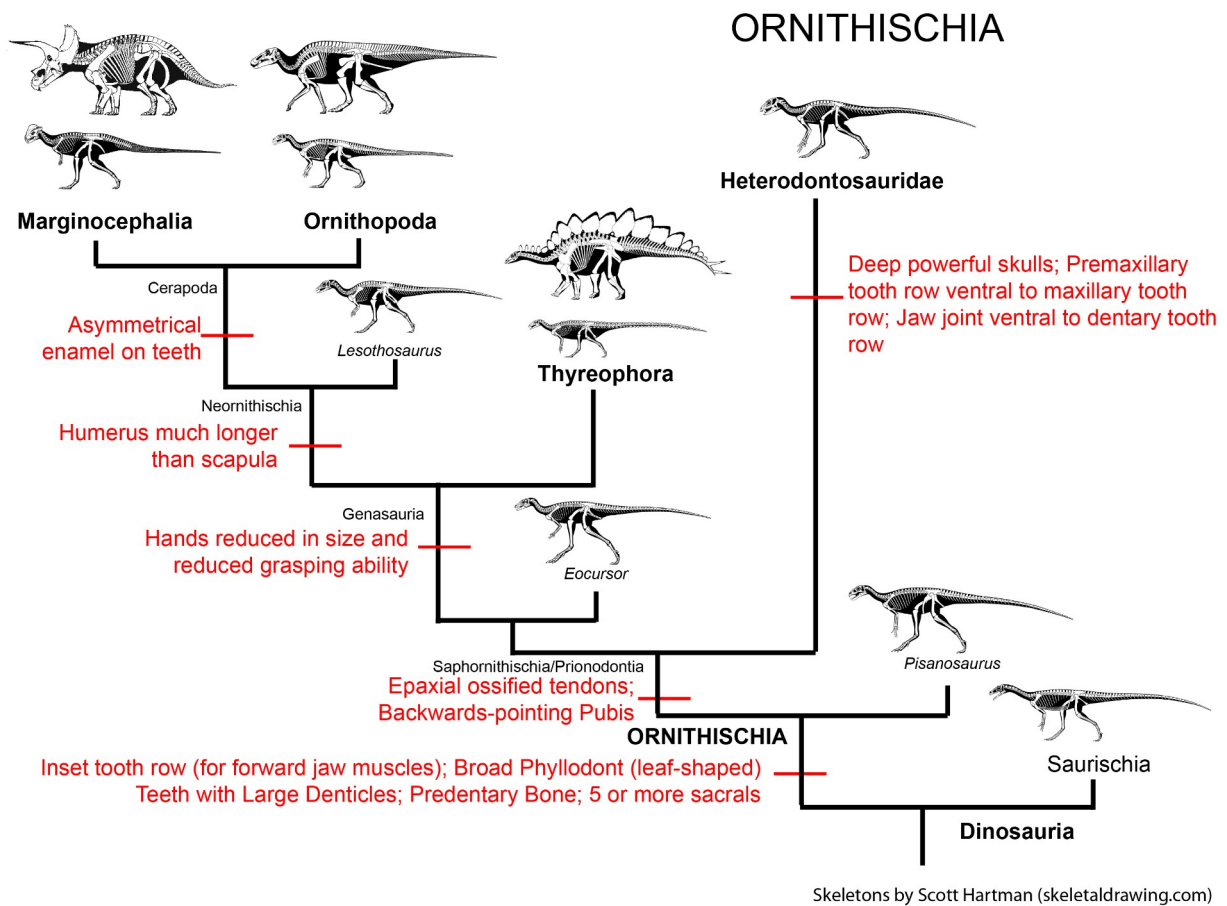 ORNITHISCHIA
Heterodontosauridae
Marginocephalia
Ornithopoda
Deep powerful skulls; Premaxillary
tooth row ventral to maxillary tooth
row; Jaw joint ventral to dentary tooth
row
Cerapoda
Asymmetrical
enamel on teeth
Lesothosaurus
Thyreophora
Neornithischia
Humerus much longer
than scapula
Genasauria
Hands reduced in size and
reduced grasping ability
Eocursor
Pisanosaurus
Saphornithischia/Prionodontia
Epaxial ossified tendons;
Backwards-pointing Pubis
ORNITHISCHIA
Saurischia
Inset tooth row (for forward jaw muscles); Broad Phyllodont (leaf-shaped)
Teeth with Large Denticles; Predentary Bone; 5 or more sacrals
Dinosauria
Skeletons by Scott Hartman (skeletaldrawing.com)